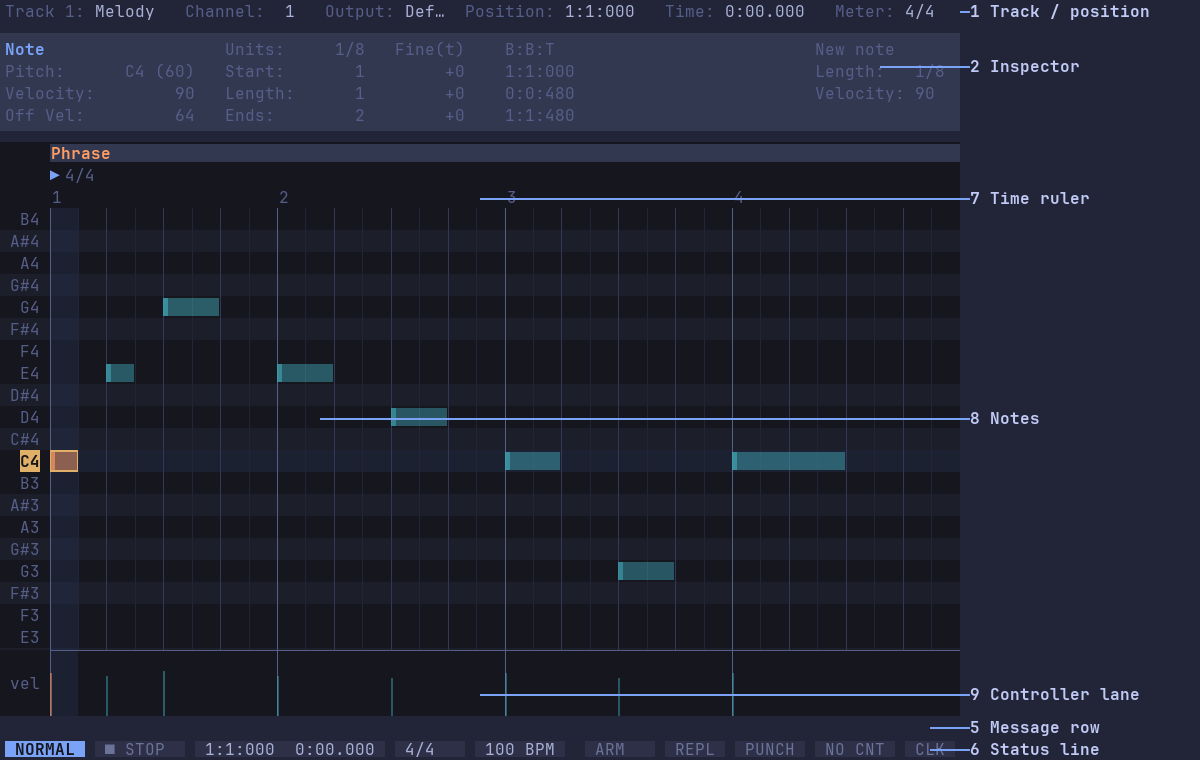 Track 1: Melody Channel: 1 Output: Def… Position: 1:1:000 Time: 0:00.000 Meter: 4/4 1 Track / position
Note Units: 1/8 Fine(t) B:B:T New note
Pitch: C4 (60) Start: 1 +0 1:1:000 Length: 1/8 2 Inspector
Velocity: 90 Length: 1 +0 0:0:480 Velocity: 90
Off Vel: 64 Ends: 2 +0 1:1:480
Phrase
▶ 4/4
1 2 3 4 7 Time ruler
B4
A#4
A4
G#4
G4
F#4
F4
E4
D#4
D4 8 Notes
C#4
C4
B3
A#3
A3
G#3
G3
F#3
F3
E3
vel 9 Controller lane
5 Message row
NORMAL ■ STOP 1:1:000 0:00.000 4/4 100 BPM ARM REPL PUNCH NO CNT CLK 6 Status line